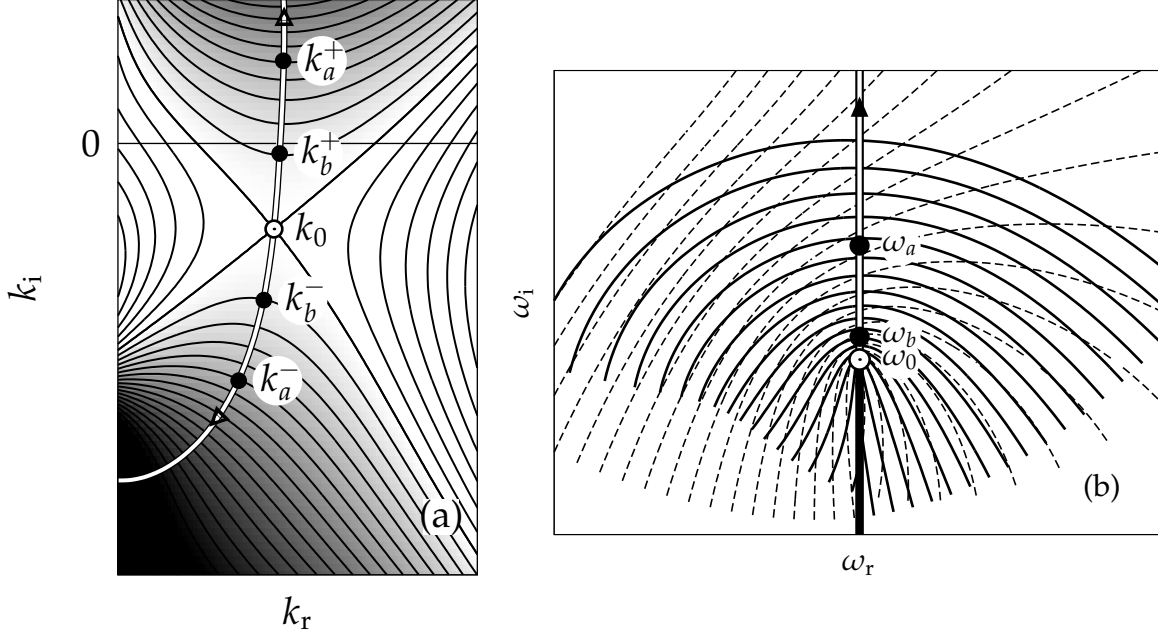 0
k_i
k_a^+
k_b^+
k_0
k_b^-
k_a^-
(a)
k_r
ω_i
ω_a
ω_b
ω_0
(b)
ω_r